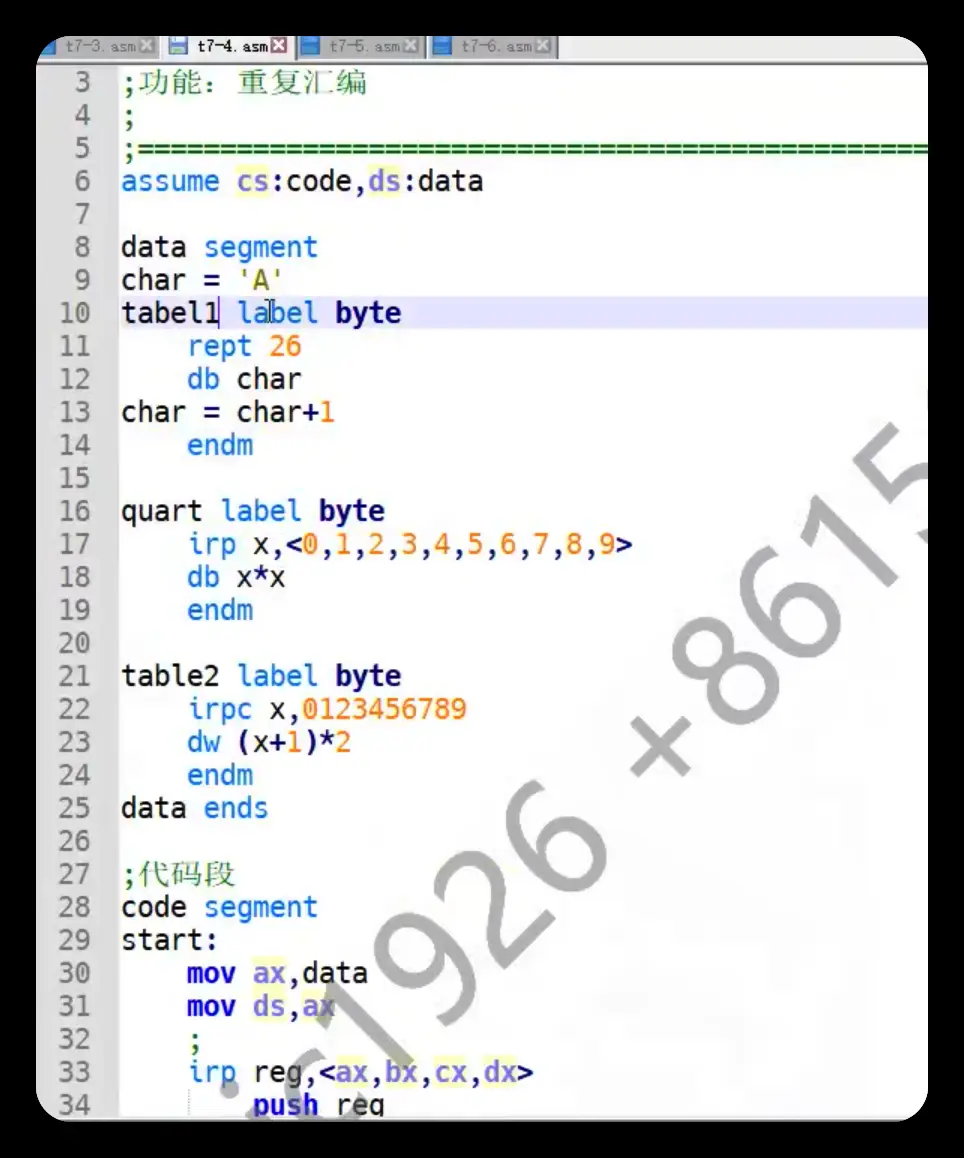 t7-3.asm t7-4.asm t7-5.asm t7-6.asm
3 ;功能：重复汇编
4 ;
5 ;================================================
6 assume cs:code,ds:data
7
8 data segment
9 char = 'A'
10 tabel1 label byte
11 rept 26
12 db char
13 char = char+1
14 endm
15
16 quart label byte
17 irp x,<0,1,2,3,4,5,6,7,8,9>
18 db x*x
19 endm
20
21 table2 label byte
22 irpc x,0123456789
23 dw (x+1)*2
24 endm
25 data ends
26
27 ;代码段
28 code segment
29 start:
30 mov ax,data
31 mov ds,ax
32 ;
33 irp reg,<ax,bx,cx,dx>
34 push reg
1926 +8615